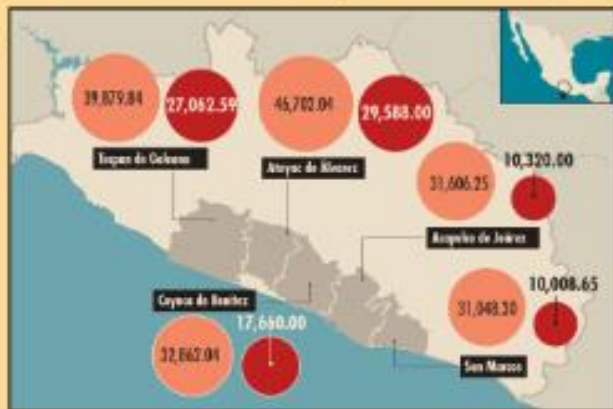 39,879.84
27,062.59
46,702.04
29,588.00
Tecpan de Galeana
Atoyac de Álvarez
31,606.25
10,320.00
Acapulco de Juárez
Coyuca de Benítez
17,660.00
32,862.04
31,048.30
10,008.65
San Marcos